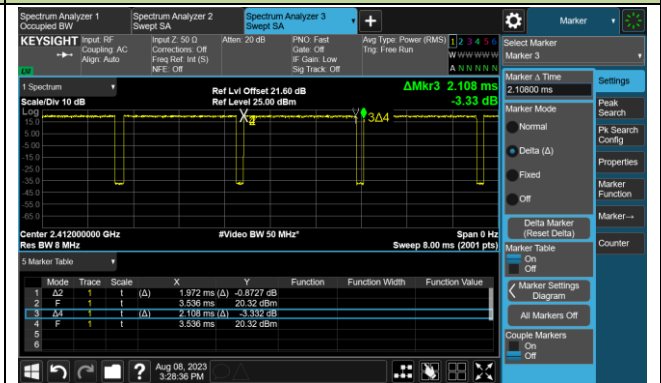 Spectrum Analyzer 1
Occupied BW
Spectrum Analyzer 2
Swept SA
Spectrum Analyzer 3
Swept SA
+
Marker
KEYSIGHT
Input: RF
Coupling: AC
Align: Auto
Input Z: 50 Ω
Corrections: Off
Freq Ref: Int (S)
NFE: Off
Atten: 20 dB
PNO: Fast
Gate: Off
IF Gain: Low
Sig Track: Off
Avg Type: Power (RMS)
Trig: Free Run
1 2 3 4 5 6
W W W W W W
A N N N N N
Select Marker
Marker 3
LXI
1 Spectrum
Scale/Div 10 dB
Ref Lvl Offset 21.60 dB
Ref Level 25.00 dBm
ΔMkr3 2.108 ms
-3.33 dB
Log
15.0
5.00
-5.00
-15.0
-25.0
-35.0
-45.0
-55.0
-65.0
3Δ4
Center 2.412000000 GHz
Res BW 8 MHz
#Video BW 50 MHz*
Span 0 Hz
Sweep 8.00 ms (2001 pts)
5 Marker Table
Mode Trace Scale X Y Function Function Width Function Value
1 Δ2 1 t (Δ) 1.972 ms (Δ) -0.8727 dB
2 F 1 t 3.536 ms 20.32 dBm
3 Δ4 1 t (Δ) 2.108 ms (Δ) -3.332 dB
4 F 1 t 3.536 ms 20.32 dBm
5
6
Marker Δ Time
2.10800 ms
Marker Mode
Normal
Delta (Δ)
Fixed
Off
Delta Marker
(Reset Delta)
Marker Table
On
Off
Marker Settings
Diagram
All Markers Off
Couple Markers
On
Off
Settings
Peak
Search
Pk Search
Config
Properties
Marker
Function
Marker→
Counter
?
Aug 08, 2023
3:28:36 PM